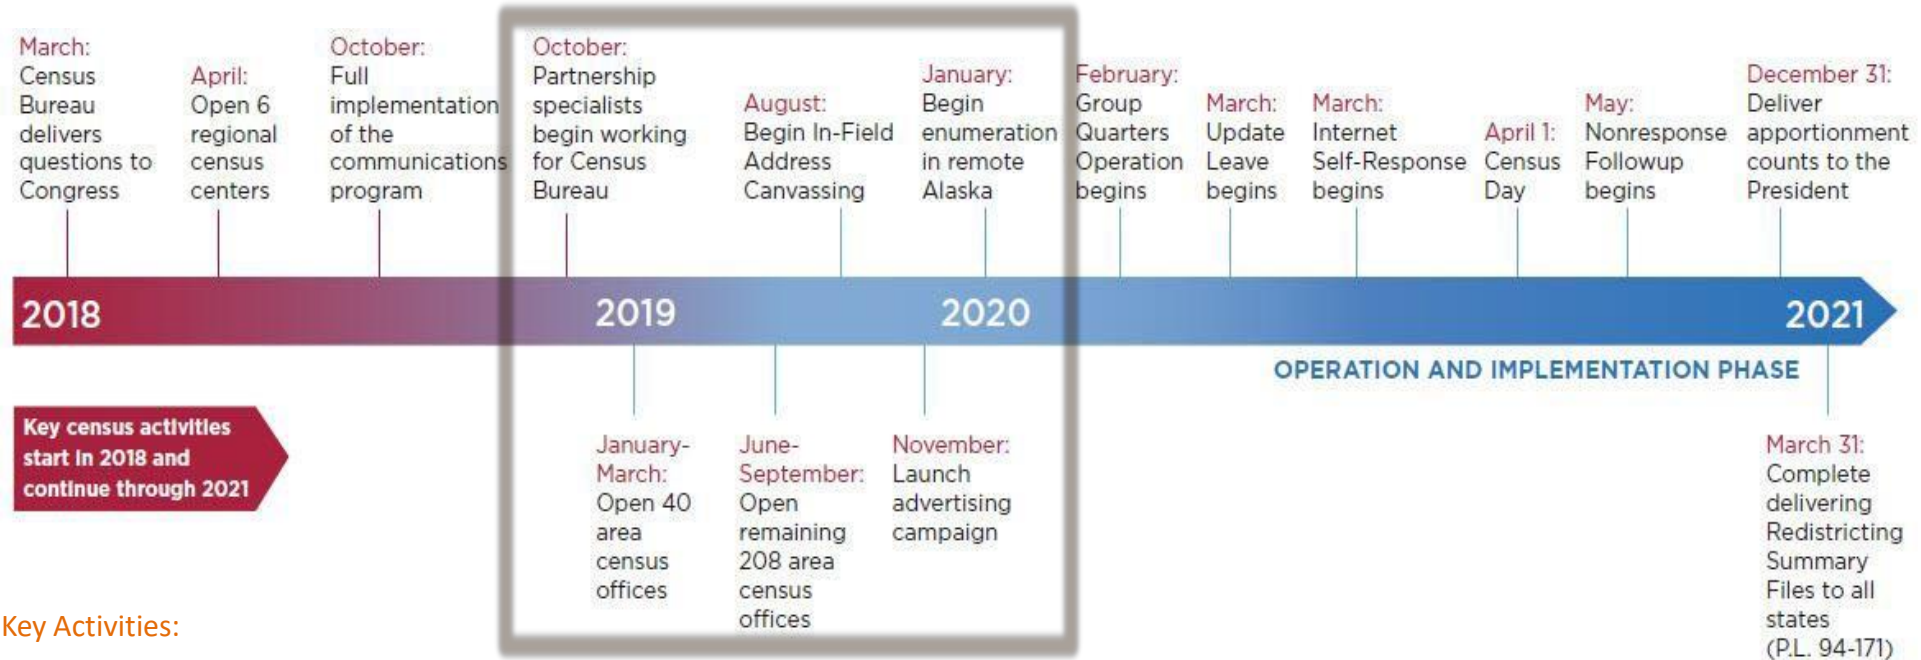 March:
Census
Bureau
delivers
questions to
Congress
April:
Open 6
regional
census
centers
October:
Full
implementation
of the
communications
program
October:
Partnership
specialists
begin working
for Census
Bureau
August:
Begin In-Field
Address
Canvassing
January:
Begin
enumeration
in remote
Alaska
February:
Group
Quarters
Operation
begins
March:
Update
Leave
begins
March:
Internet
Self-Response
begins
April 1:
Census
Day
May:
Nonresponse
Followup
begins
December 31:
Deliver
apportionment
counts to the
President
2018
2019
2020
2021
OPERATION AND IMPLEMENTATION PHASE
Key census activities
start in 2018 and
continue through 2021
January-
March:
Open 40
area
census
offices
June-
September:
Open
remaining
208 area
census
offices
November:
Launch
advertising
campaign
March 31:
Complete
delivering
Redistricting
Summary
Files to all
states
(P.L. 94-171)
Key Activities: